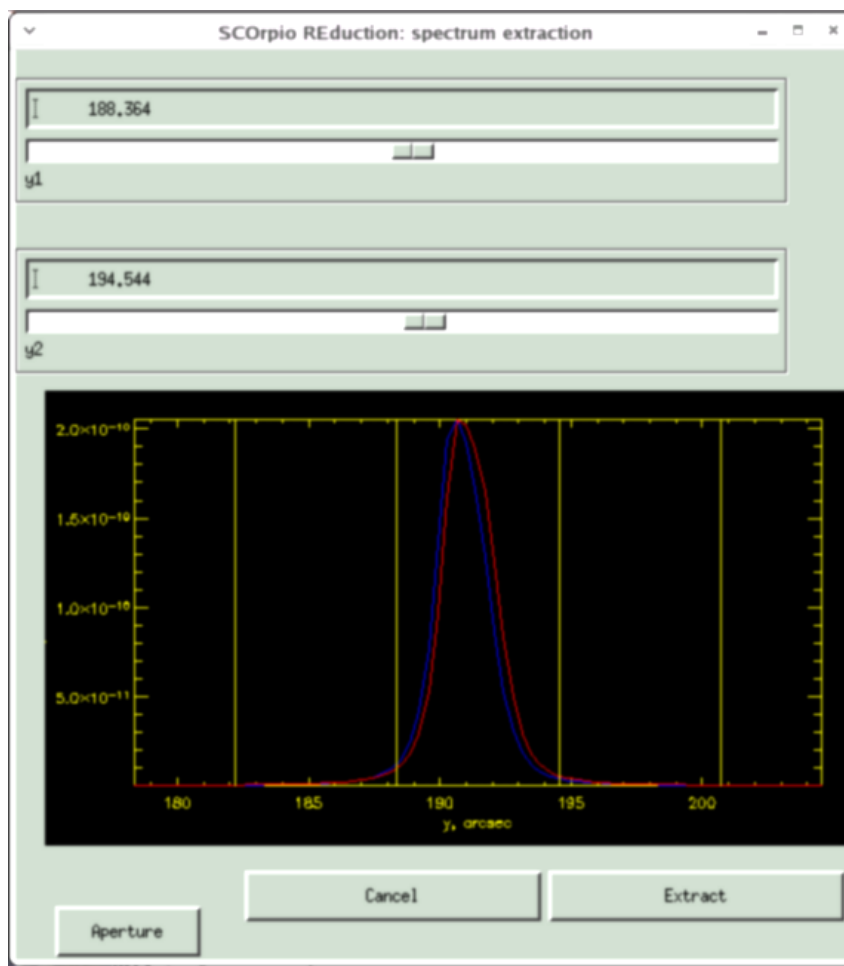 SCOrpio REduction: spectrum extraction
188.364
y1
194.544
y2
2.0×10⁻¹⁰
1.5×10⁻¹⁰
1.0×10⁻¹⁰
5.0×10⁻¹¹
180 185 190 195 200
y, arcsec
Cancel Extract
Aperture